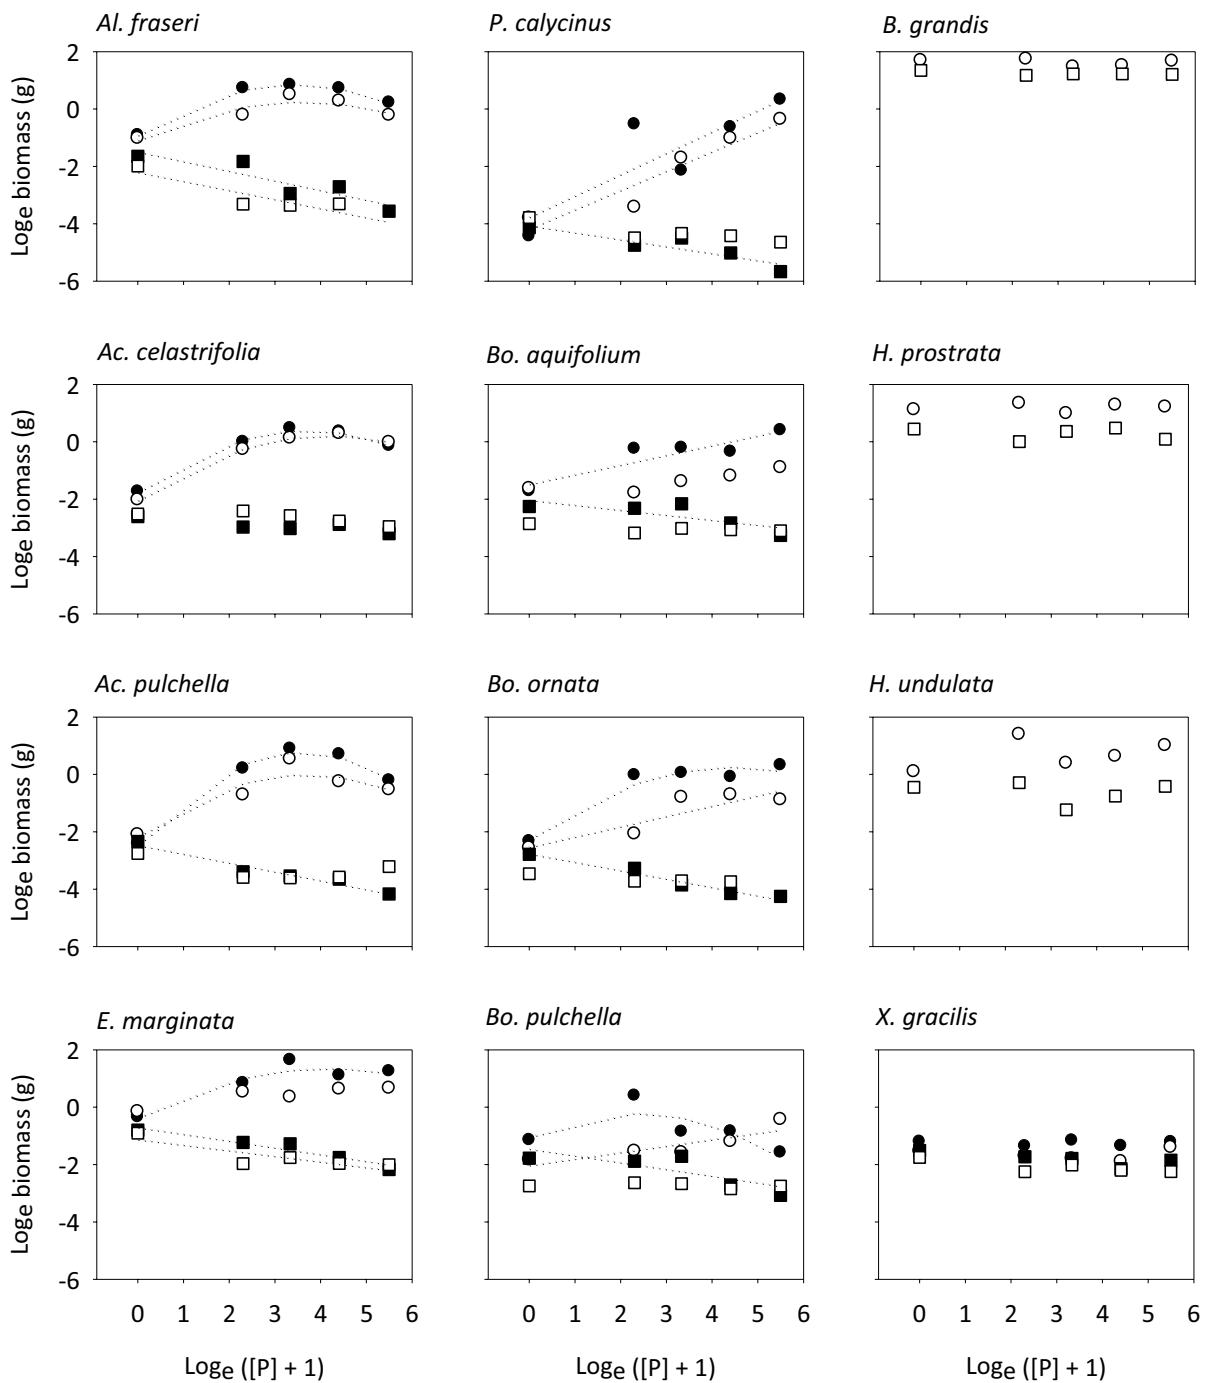 Al. fraseri
P. calycinus
B. grandis
2
0
-2
-4
-6
Loge biomass (g)
Ac. celastrifolia
Bo. aquifolium
H. prostrata
2
0
-2
-4
-6
Loge biomass (g)
Ac. pulchella
Bo. ornata
H. undulata
2
0
-2
-4
-6
Loge biomass (g)
E. marginata
Bo. pulchella
X. gracilis
2
0
-2
-4
-6
Loge biomass (g)
0 1 2 3 4 5 6
0 1 2 3 4 5 6
0 1 2 3 4 5 6
Loge ([P] + 1)
Loge ([P] + 1)
Loge ([P] + 1)